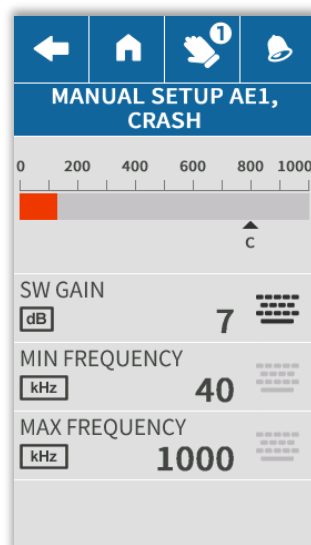 1
MANUAL SETUP AE1,
CRASH
0 200 400 600 800 1000
C
SW GAIN
dB
7
MIN FREQUENCY
kHz
40
MAX FREQUENCY
kHz
1000